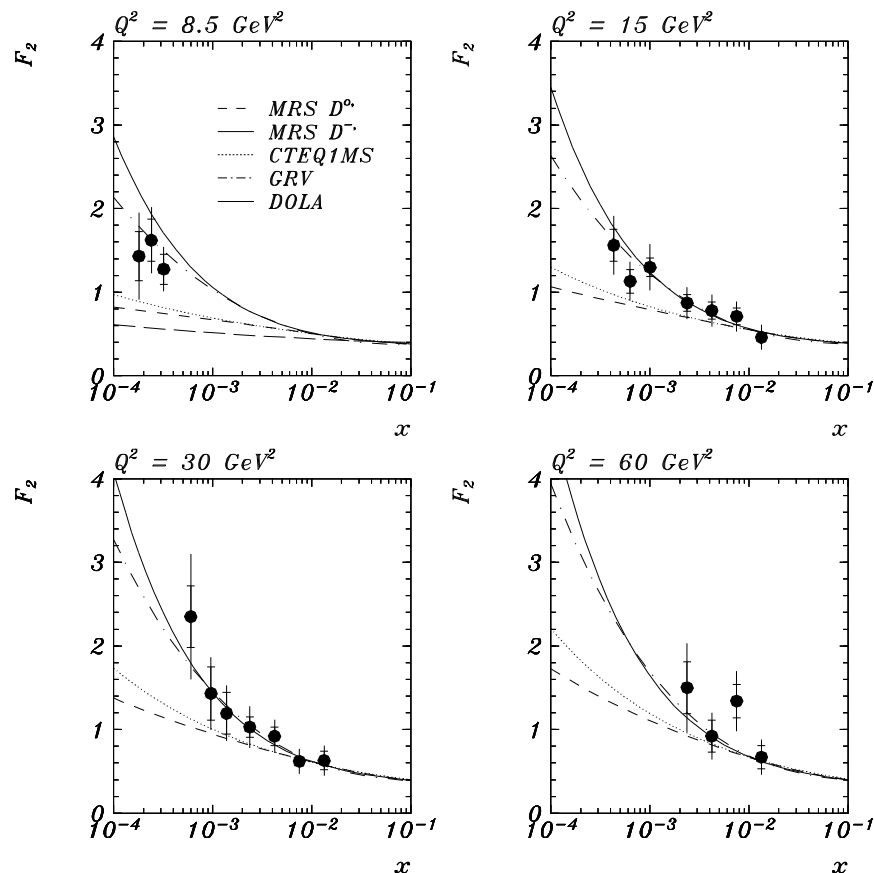 Q² = 8.5 GeV²
F₂
4
3
2
1
0
MRS D⁰'
MRS D⁻'
CTEQ1MS
GRV
DOLA
10⁻⁴ 10⁻³ 10⁻² 10⁻¹
x
Q² = 15 GeV²
F₂
4
3
2
1
0
10⁻⁴ 10⁻³ 10⁻² 10⁻¹
x
Q² = 30 GeV²
F₂
4
3
2
1
0
10⁻⁴ 10⁻³ 10⁻² 10⁻¹
x
Q² = 60 GeV²
F₂
4
3
2
1
0
10⁻⁴ 10⁻³ 10⁻² 10⁻¹
x